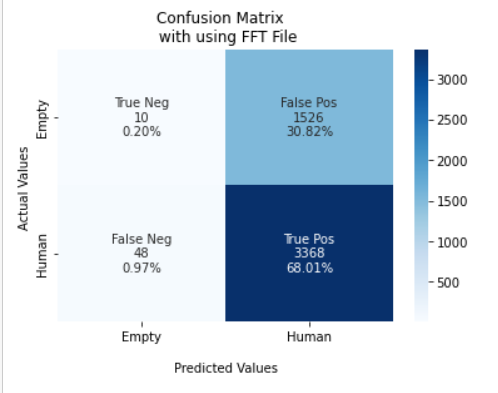 Confusion Matrix
with using FFT File
True Neg
10
0.20%
False Pos
1526
30.82%
False Neg
48
0.97%
True Pos
3368
68.01%
Empty
Human
Actual Values
Empty
Human
Predicted Values
3000
2500
2000
1500
1000
500